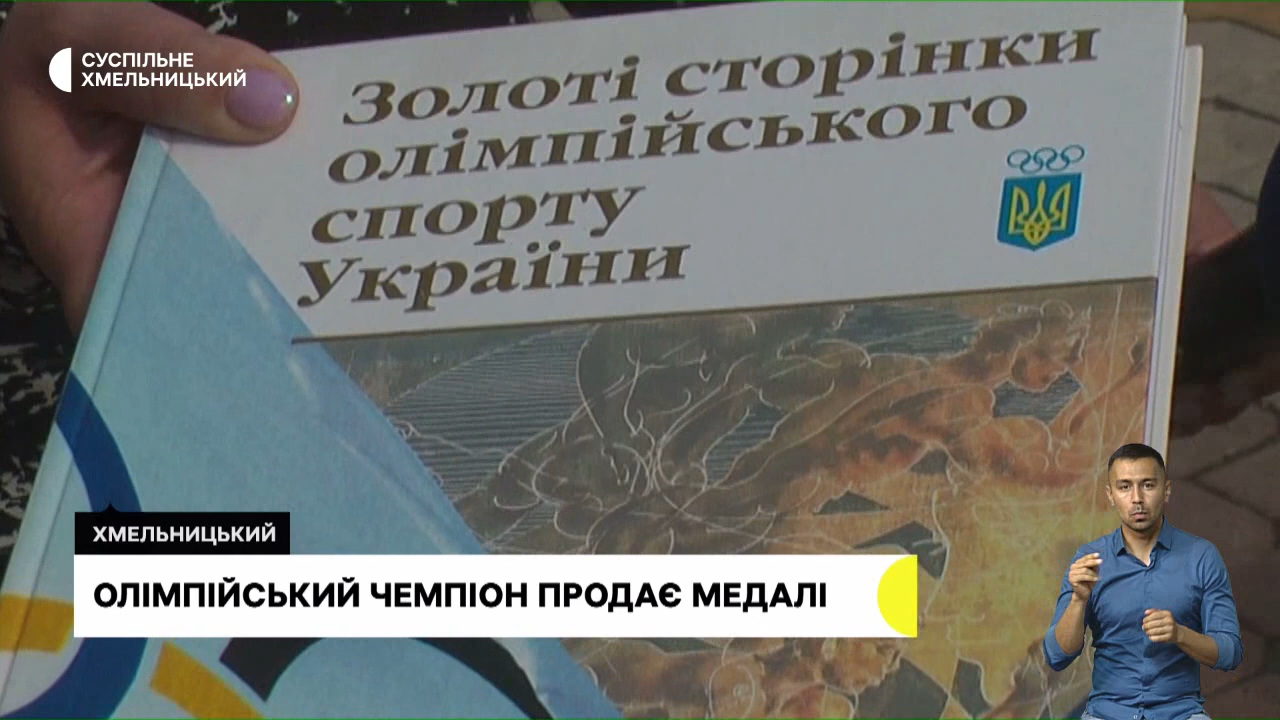 СУСПІЛЬНЕ
ХМЕЛЬНИЦЬКИЙ
Золоті сторінки
олімпійського
спорту
України
ХМЕЛЬНИЦЬКИЙ
ОЛІМПІЙСЬКИЙ ЧЕМПІОН ПРОДАЄ МЕДАЛІ